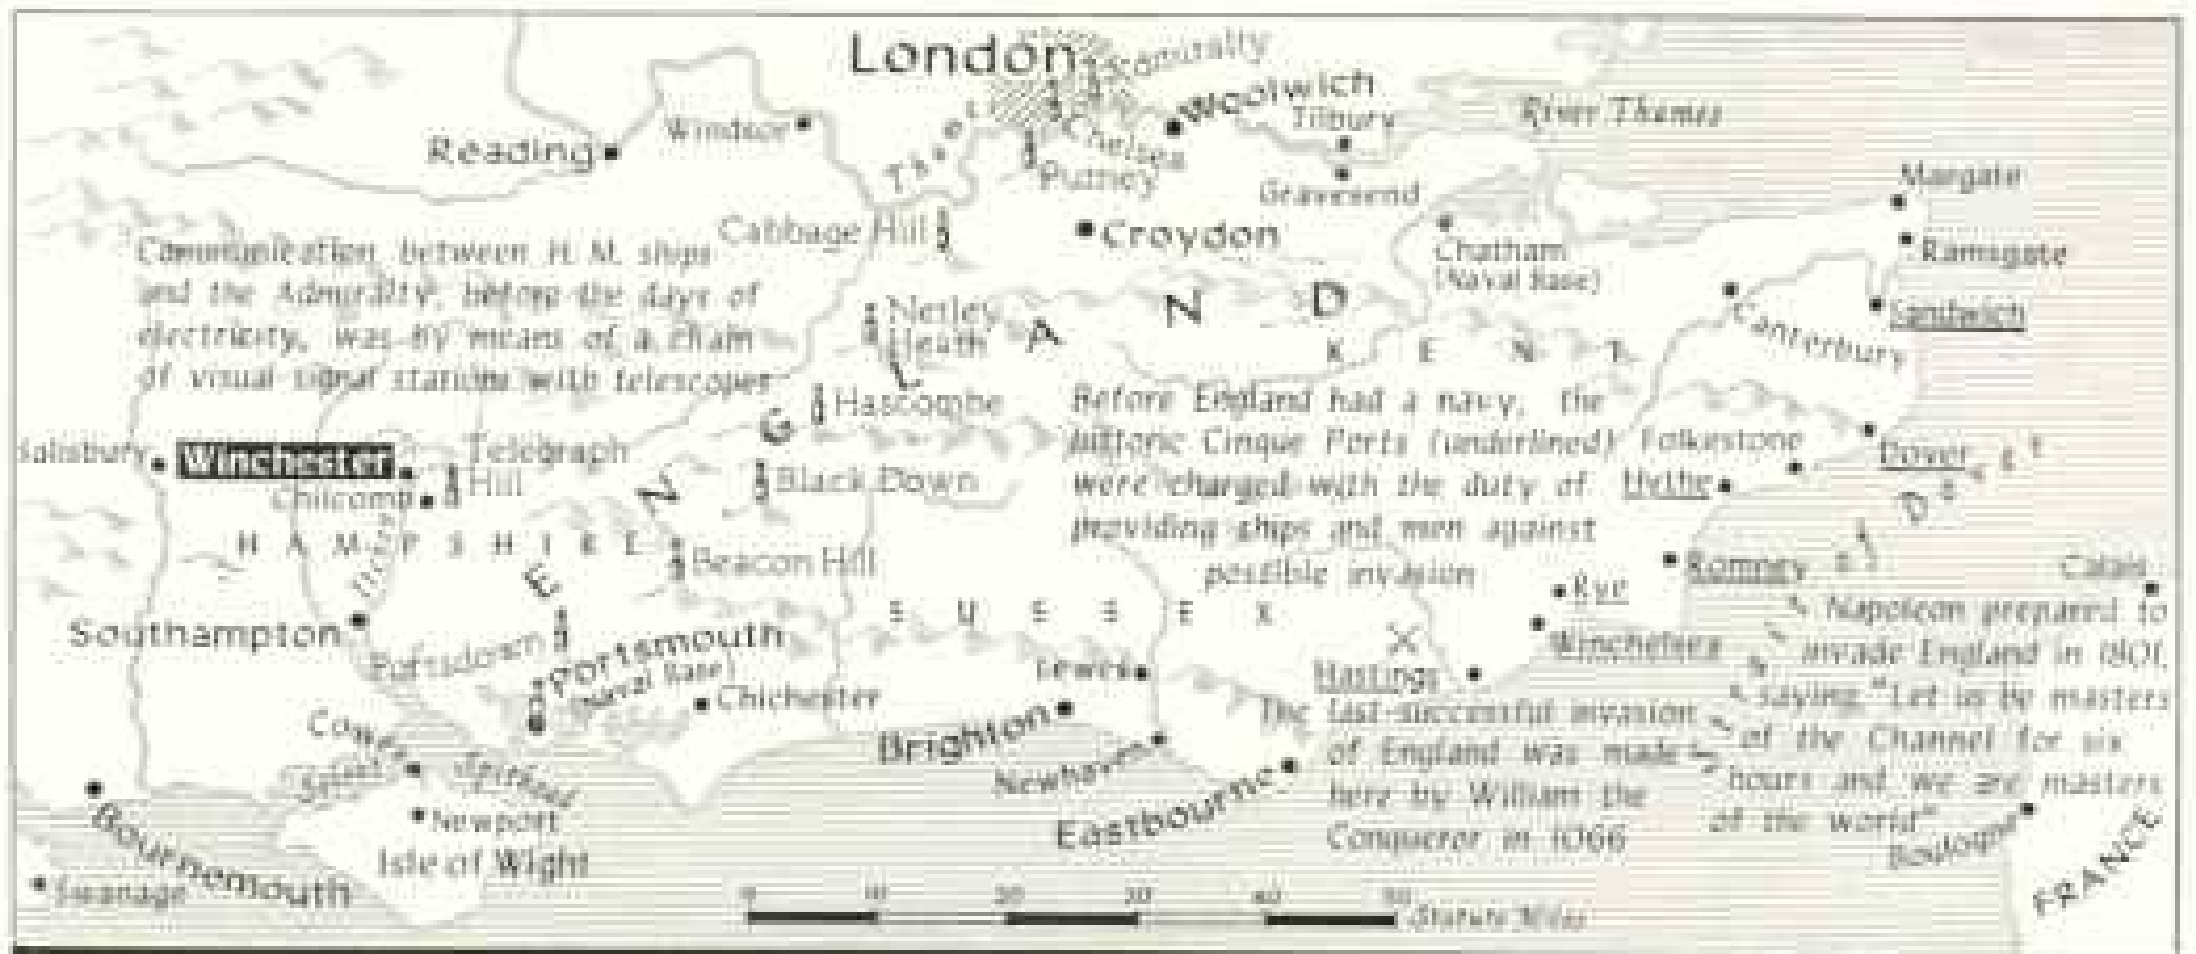 London
Admiralty
Woolwich
Tilbury
River Thames
Windsor
Reading
Chelsea
Putney
Gravesend
Margate
Cabbage Hill
Croydon
Chatham
(Naval Base)
Ramsgate
Sandwich
Canterbury
Communication between H. M. ships
and the Admiralty, before the days of
electricity, was by means of a chain
of visual signal stations with telescopes
Netley
Heath
ENGLAND
KENT
Hascombe
Before England had a navy, the
historic Cinque Ports (underlined)
were charged with the duty of
providing ships and men against
possible invasion
Folkestone
Dover
Hythe
Salisbury
Winchester
Telegraph
Hill
Chilcomb
Black Down
HAMPSHIRE
Beacon Hill
Romney
Calais
Rye
SUSSEX
Southampton
Portsdown
Portsmouth
(Naval Base)
Winchelsea
Napoleon prepared to
invade England in 1801,
saying, "Let us be masters
of the Channel for six
hours and we are masters
of the world"
Lewes
Hastings
Chichester
The last successful invasion
of England was made
here by William the
Conqueror in 1066
Cowes
Solent
Spithead
Brighton
Newhaven
Eastbourne
Bournemouth
Newport
Isle of Wight
Swanage
Boulogne
FRANCE
0 10 20 30 40 50
Statute Miles